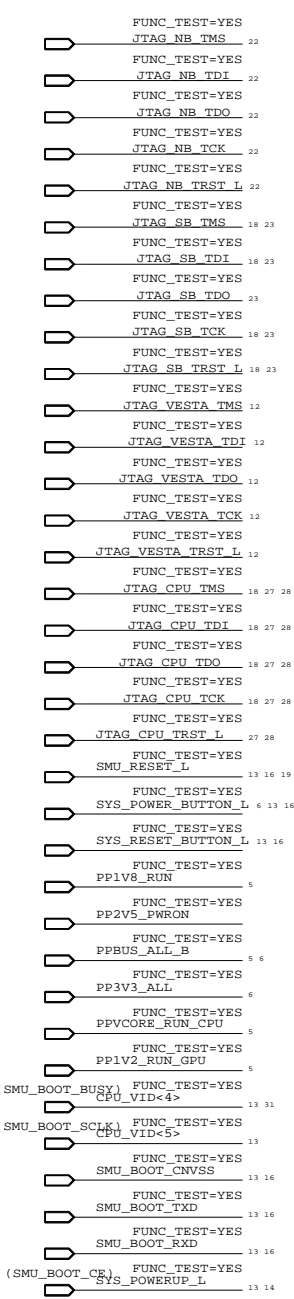 FUNC_TEST=YES
JTAG_NB_TMS 22
FUNC_TEST=YES
JTAG_NB_TDI 22
FUNC_TEST=YES
JTAG_NB_TDO 22
FUNC_TEST=YES
JTAG_NB_TCK 22
FUNC_TEST=YES
JTAG_NB_TRST_L 22
FUNC_TEST=YES
JTAG_SB_TMS 18 23
FUNC_TEST=YES
JTAG_SB_TDI 18 23
FUNC_TEST=YES
JTAG_SB_TDO 23
FUNC_TEST=YES
JTAG_SB_TCK 18 23
FUNC_TEST=YES
JTAG_SB_TRST_L 18 23
FUNC_TEST=YES
JTAG_VESTA_TMS 12
FUNC_TEST=YES
JTAG_VESTA_TDI 12
FUNC_TEST=YES
JTAG_VESTA_TDO 12
FUNC_TEST=YES
JTAG_VESTA_TCK 12
FUNC_TEST=YES
JTAG_VESTA_TRST_L 12
FUNC_TEST=YES
JTAG_CPU_TMS 18 27 28
FUNC_TEST=YES
JTAG_CPU_TDI 18 27 28
FUNC_TEST=YES
JTAG_CPU_TDO 18 27 28
FUNC_TEST=YES
JTAG_CPU_TCK 18 27 28
FUNC_TEST=YES
JTAG_CPU_TRST_L 27 28
FUNC_TEST=YES
SMU_RESET_L 13 16 19
FUNC_TEST=YES
SYS_POWER_BUTTON_L 6 13 16
FUNC_TEST=YES
SYS_RESET_BUTTON_L 13 16
FUNC_TEST=YES
PP1V8_RUN 5
FUNC_TEST=YES
PP2V5_PWRON
FUNC_TEST=YES
PPBUS_ALL_B 5 6
FUNC_TEST=YES
PP3V3_ALL 6
FUNC_TEST=YES
PPVCORE_RUN_CPU 5
FUNC_TEST=YES
PP1V2_RUN_GPU 5
SMU_BOOT_BUSY) FUNC_TEST=YES
CPU_VID<4> 13 31
SMU_BOOT_SCLK) FUNC_TEST=YES
CPU_VID<5> 13
FUNC_TEST=YES
SMU_BOOT_CNVSS 13 16
FUNC_TEST=YES
SMU_BOOT_TXD 13 16
FUNC_TEST=YES
SMU_BOOT_RXD 13 16
(SMU_BOOT_CE) FUNC_TEST=YES
SYS_POWERUP_L 13 14